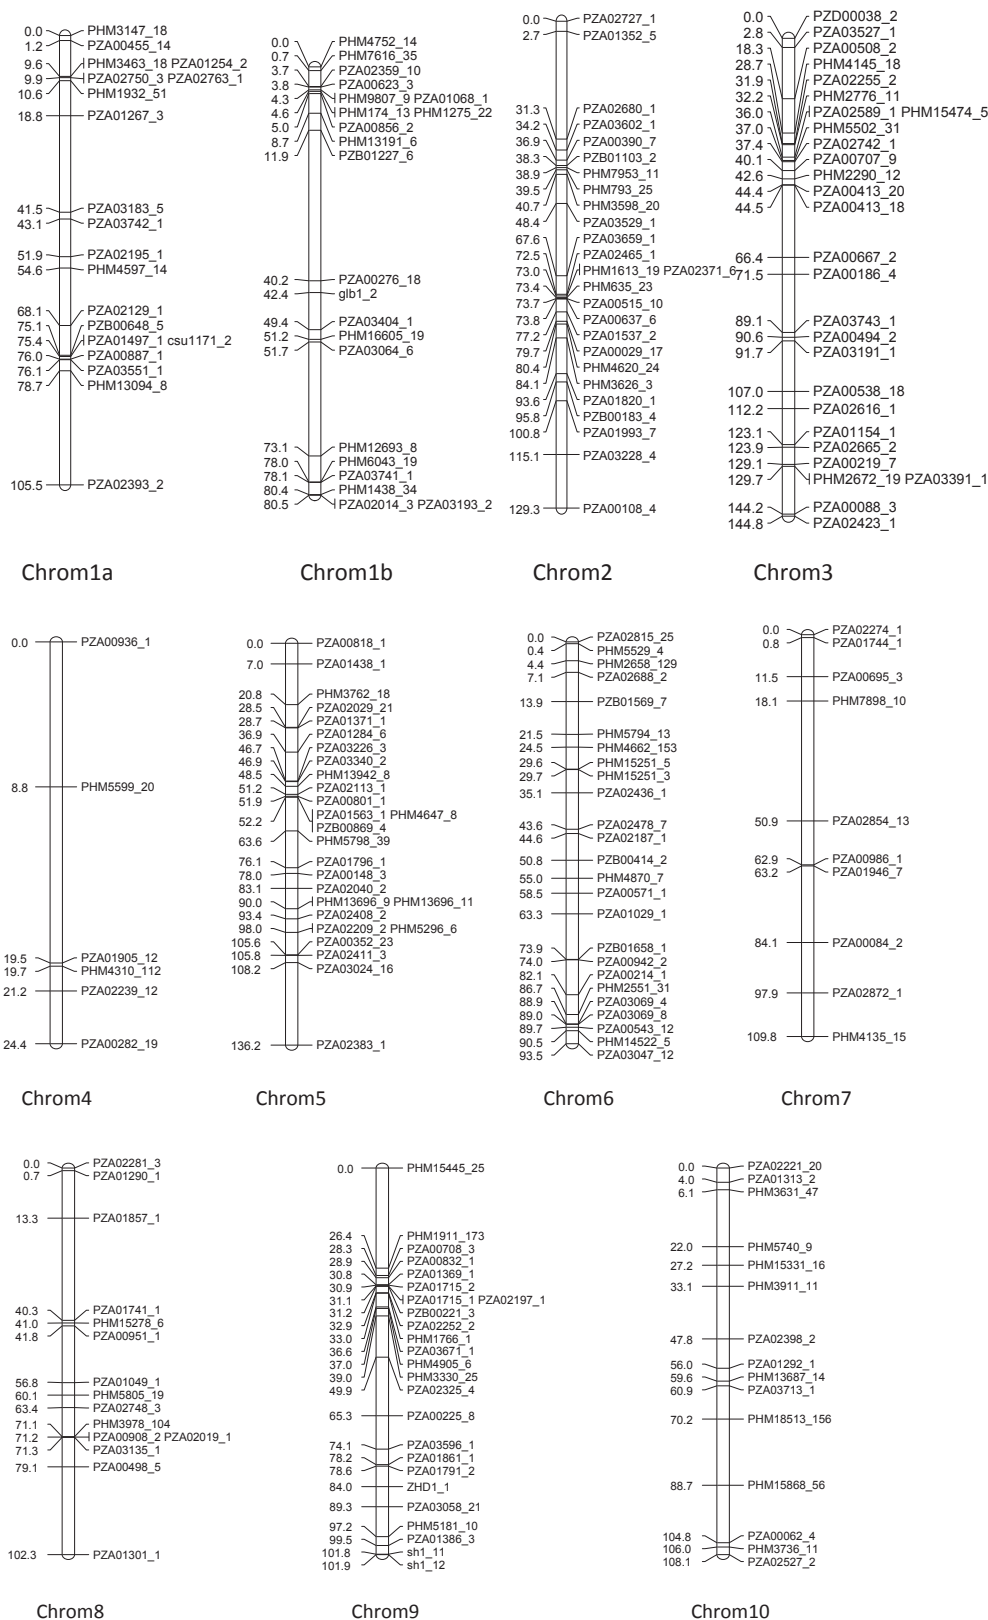 0.0 PHM3147_18
1.2 PZA00455_14
9.6 PHM3463_18 PZA01254_2
9.9 PZA02750_3 PZA02763_1
10.6 PHM1932_51
18.8 PZA01267_3
41.5 PZA03183_5
43.1 PZA03742_1
51.9 PZA02195_1
54.6 PHM4597_14
68.1 PZA02129_1
75.1 PZB00648_5
75.4 PZA01497_1 csu1171_2
76.0 PZA00887_1
76.1 PZA03551_1
78.7 PHM13094_8
105.5 PZA02393_2
Chrom1a
0.0 PHM4752_14
0.7 PHM7616_35
3.7 PZA02359_10
3.8 PZA00623_3
4.3 PHM9807_9 PZA01068_1
4.6 PHM174_13 PHM1275_22
5.0 PZA00856_2
8.7 PHM13191_6
11.9 PZB01227_6
40.2 PZA00276_18
42.4 glb1_2
49.4 PZA03404_1
51.2 PHM16605_19
51.7 PZA03064_6
73.1 PHM12693_8
78.0 PHM6043_19
78.1 PZA03741_1
80.4 PHM1438_34
80.5 PZA02014_3 PZA03193_2
Chrom1b
0.0 PZA02727_1
2.7 PZA01352_5
31.3 PZA02680_1
34.2 PZA03602_1
36.9 PZA00390_7
38.3 PZB01103_2
38.9 PHM7953_11
39.5 PHM793_25
40.7 PHM3598_20
48.4 PZA03529_1
67.6 PZA03659_1
72.5 PZA02465_1
73.0 PHM1613_19 PZA02371_6
73.4 PHM635_23
73.7 PZA00515_10
73.8 PZA00637_6
77.2 PZA01537_2
79.7 PZA00029_17
80.4 PHM4620_24
84.1 PHM3626_3
93.6 PZA01820_1
95.8 PZB00183_4
100.8 PZA01993_7
115.1 PZA03228_4
129.3 PZA00108_4
Chrom2
0.0 PZD00038_2
2.8 PZA03527_1
18.3 PZA00508_2
28.7 PHM4145_18
31.9 PZA02255_2
32.2 PHM2776_11
36.0 PZA02589_1 PHM15474_5
37.0 PHM5502_31
37.4 PZA02742_1
40.1 PZA00707_9
42.6 PHM2290_12
44.4 PZA00413_20
44.5 PZA00413_18
66.4 PZA00667_2
71.5 PZA00186_4
89.1 PZA03743_1
90.6 PZA00494_2
91.7 PZA03191_1
107.0 PZA00538_18
112.2 PZA02616_1
123.1 PZA01154_1
123.9 PZA02665_2
129.1 PZA00219_7
129.7 PHM2672_19 PZA03391_1
144.2 PZA00088_3
144.8 PZA02423_1
Chrom3
0.0 PZA00936_1
8.8 PHM5599_20
19.5 PZA01905_12
19.7 PHM4310_112
21.2 PZA02239_12
24.4 PZA00282_19
Chrom4
0.0 PZA00818_1
7.0 PZA01438_1
20.8 PHM3762_18
28.5 PZA02029_21
28.7 PZA01371_1
36.9 PZA01284_6
46.7 PZA03226_3
46.9 PZA03340_2
48.5 PHM13942_8
51.2 PZA02113_1
51.9 PZA00801_1
52.2 PZA01563_1 PHM4647_8
PZB00869_4
63.6 PHM5798_39
76.1 PZA01796_1
78.0 PZA00148_3
83.1 PZA02040_2
90.0 PHM13696_9 PHM13696_11
93.4 PZA02408_2
98.0 PZA02209_2 PHM5296_6
105.6 PZA00352_23
105.8 PZA02411_3
108.2 PZA03024_16
136.2 PZA02383_1
Chrom5
0.0 PZA02815_25
0.4 PHM5529_4
4.4 PHM2658_129
7.1 PZA02688_2
13.9 PZB01569_7
21.5 PHM5794_13
24.5 PHM4662_153
29.6 PHM15251_5
29.7 PHM15251_3
35.1 PZA02436_1
43.6 PZA02478_7
44.6 PZA02187_1
50.8 PZB00414_2
55.0 PHM4870_7
58.5 PZA00571_1
63.3 PZA01029_1
73.9 PZB01658_1
74.0 PZA00942_2
82.1 PZA00214_1
86.7 PHM2551_31
88.9 PZA03069_4
89.0 PZA03069_8
89.7 PZA00543_12
90.5 PHM14522_5
93.5 PZA03047_12
Chrom6
0.0 PZA02274_1
0.8 PZA01744_1
11.5 PZA00695_3
18.1 PHM7898_10
50.9 PZA02854_13
62.9 PZA00986_1
63.2 PZA01946_7
84.1 PZA00084_2
97.9 PZA02872_1
109.8 PHM4135_15
Chrom7
0.0 PZA02281_3
0.7 PZA01290_1
13.3 PZA01857_1
40.3 PZA01741_1
41.0 PHM15278_6
41.8 PZA00951_1
56.8 PZA01049_1
60.1 PHM5805_19
63.4 PZA02748_3
71.1 PHM3978_104
71.2 PZA00908_2 PZA02019_1
71.3 PZA03135_1
79.1 PZA00498_5
102.3 PZA01301_1
Chrom8
0.0 PHM15445_25
26.4 PHM1911_173
28.3 PZA00708_3
28.9 PZA00832_1
30.8 PZA01369_1
30.9 PZA01715_2
31.1 PZA01715_1 PZA02197_1
31.2 PZB00221_3
32.9 PZA02252_2
33.0 PHM1766_1
36.6 PZA03671_1
37.0 PHM4905_6
39.0 PHM3330_25
49.9 PZA02325_4
65.3 PZA00225_8
74.1 PZA03596_1
78.2 PZA01861_1
78.6 PZA01791_2
84.0 ZHD1_1
89.3 PZA03058_21
97.2 PHM5181_10
99.5 PZA01386_3
101.8 sh1_11
101.9 sh1_12
Chrom9
0.0 PZA02221_20
4.0 PZA01313_2
6.1 PHM3631_47
22.0 PHM5740_9
27.2 PHM15331_16
33.1 PHM3911_11
47.8 PZA02398_2
56.0 PZA01292_1
59.6 PHM13687_14
60.9 PZA03713_1
70.2 PHM18513_156
88.7 PHM15868_56
104.8 PZA00062_4
106.0 PHM3736_11
108.1 PZA02527_2
Chrom10